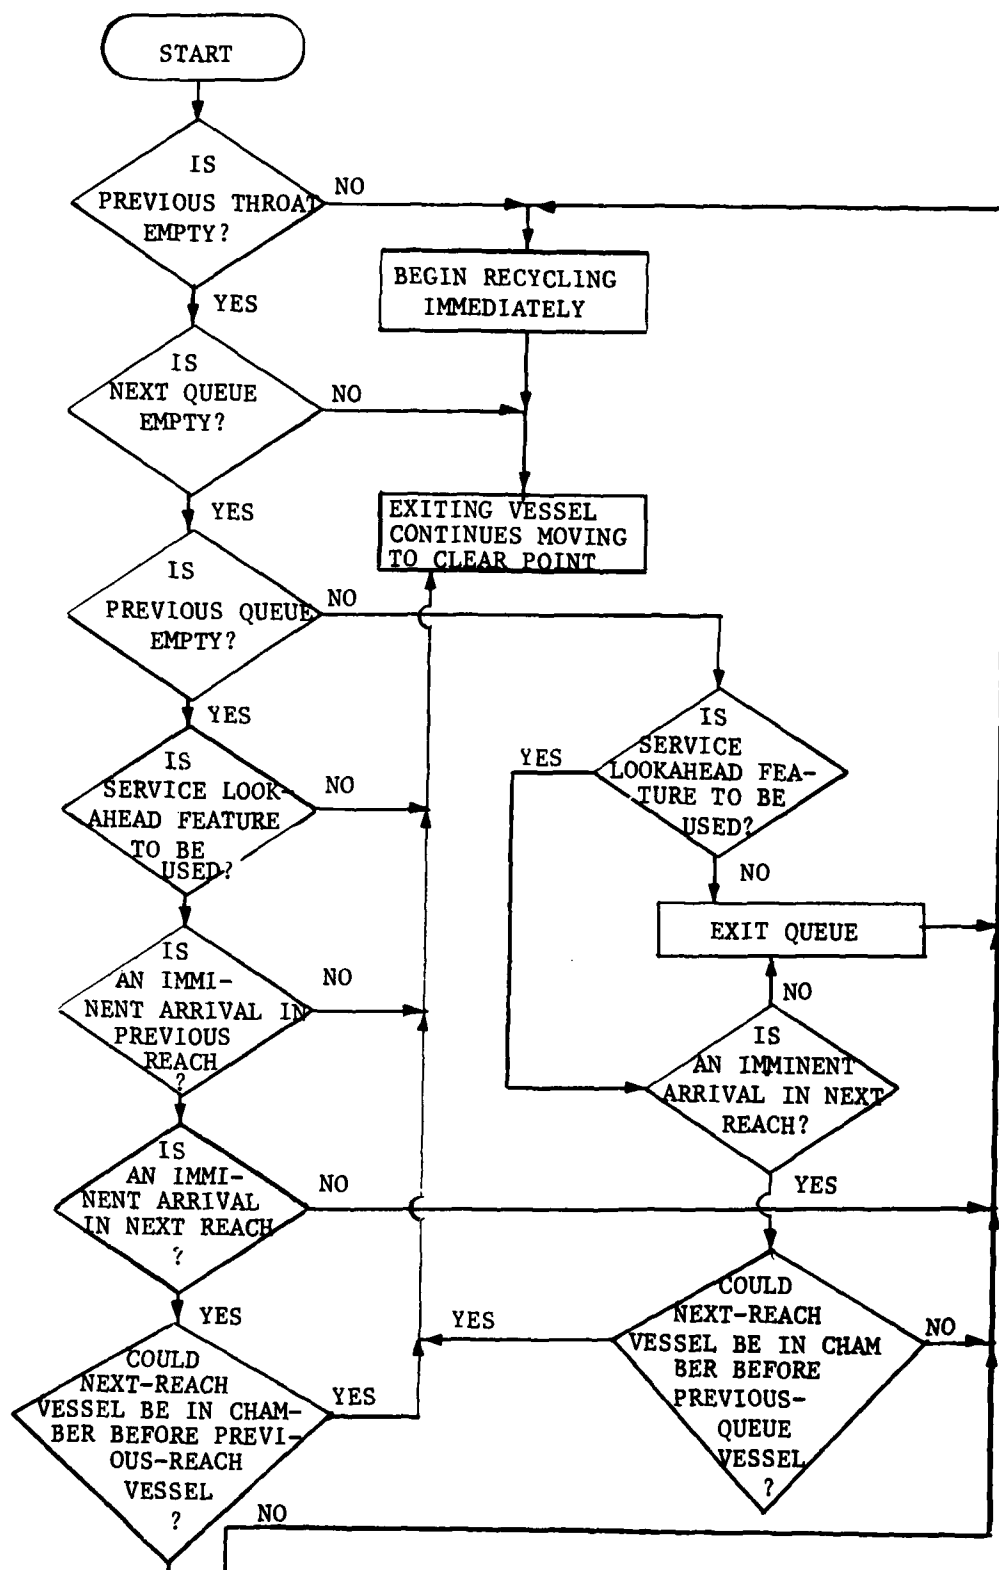 START
IS
PREVIOUS THROAT
EMPTY?
NO
BEGIN RECYCLING
IMMEDIATELY
YES
IS
NEXT QUEUE
EMPTY?
NO
YES
EXITING VESSEL
CONTINUES MOVING
TO CLEAR POINT
IS
PREVIOUS QUEUE
EMPTY?
NO
YES
IS
SERVICE LOOK-
AHEAD FEATURE
TO BE
USED?
NO
IS
SERVICE
LOOKAHEAD FEA-
TURE TO BE
USED?
YES
NO
EXIT QUEUE
IS
AN IMMI-
NENT ARRIVAL IN
PREVIOUS
REACH
?
NO
NO
IS
AN IMMINENT
ARRIVAL IN NEXT
REACH?
YES
IS
AN IMMI-
NENT ARRIVAL
IN NEXT REACH
?
NO
YES
COULD
NEXT-REACH
VESSEL BE IN CHAM
BER BEFORE
PREVIOUS-
QUEUE
VESSEL
?
YES
NO
COULD
NEXT-REACH
VESSEL BE IN CHAM-
BER BEFORE PREVI-
OUS-REACH
VESSEL
?
YES
NO